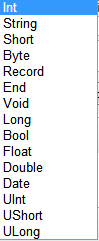 Int
String
Short
Byte
Record
End
Void
Long
Bool
Float
Double
Date
UInt
UShort
ULong